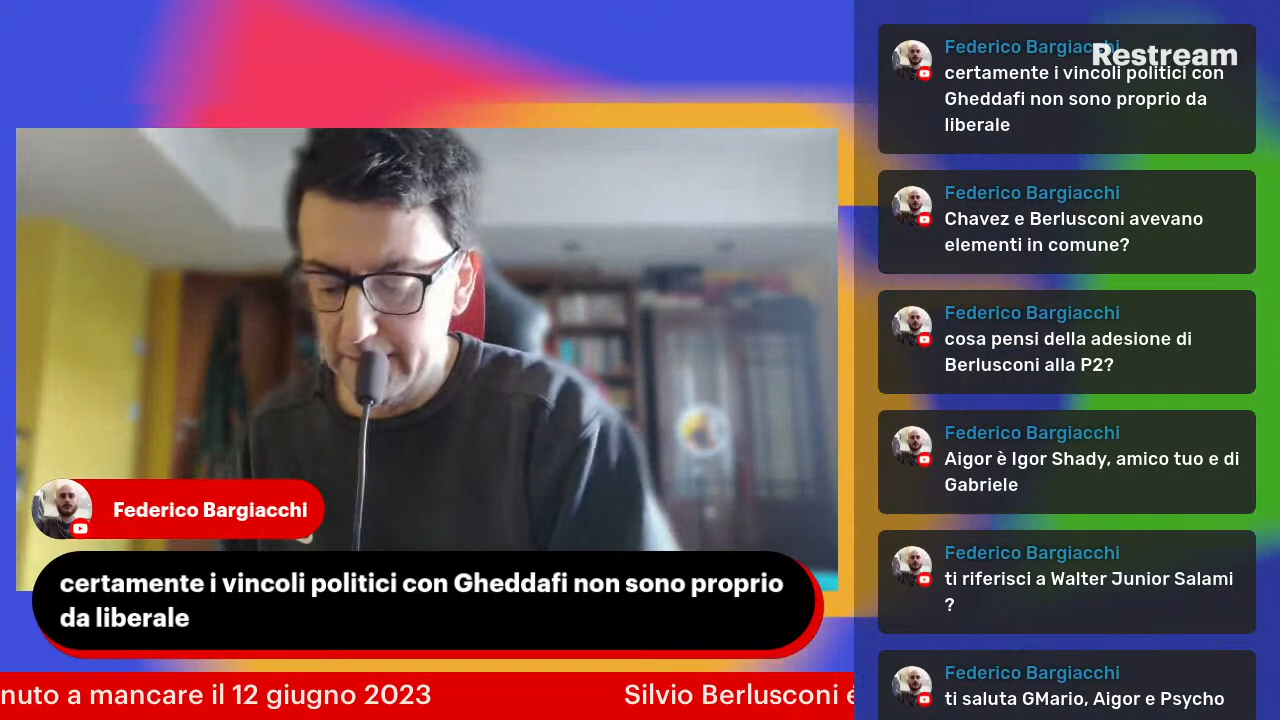 Restream
Federico Bargiacchi
certamente i vincoli politici con
Gheddafi non sono proprio da
liberale
Federico Bargiacchi
Chavez e Berlusconi avevano
elementi in comune?
Federico Bargiacchi
cosa pensi della adesione di
Berlusconi alla P2?
Federico Bargiacchi
Aigor è Igor Shady, amico tuo e di
Gabriele
Federico Bargiacchi
ti riferisci a Walter Junior Salami
?
Federico Bargiacchi
ti saluta GMario, Aigor e Psycho
Federico Bargiacchi
certamente i vincoli politici con Gheddafi non sono proprio
da liberale
nuto a mancare il 12 giugno 2023 Silvio Berlusconi è